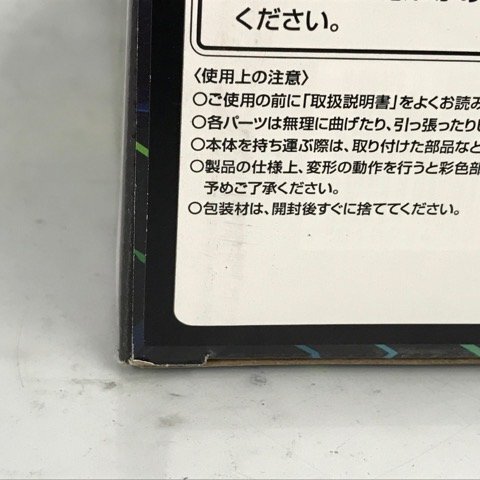 ください。
〈使用上の注意〉
○ご使用の前に「取扱説明書」をよくお読み
○各パーツは無理に曲げたり、引っ張ったりし
○本体を持ち運ぶ際は、取り付けた部品など
○製品の仕様上、変形の動作を行うと彩色部
予めご了承ください。
○包装材は、開封後すぐに捨ててください。